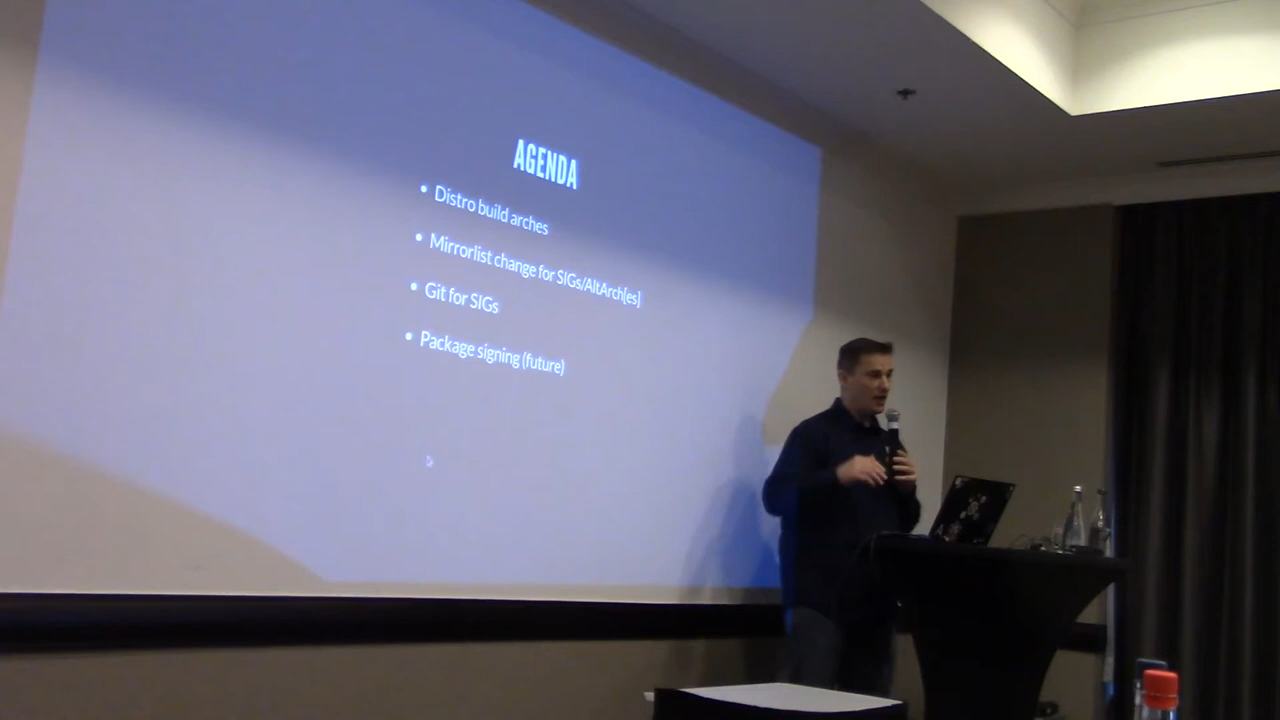 AGENDA
• Distro build arches
• Mirrorlist change for SIGs/AltArch[es]
• Git for SIGs
• Package signing (future)